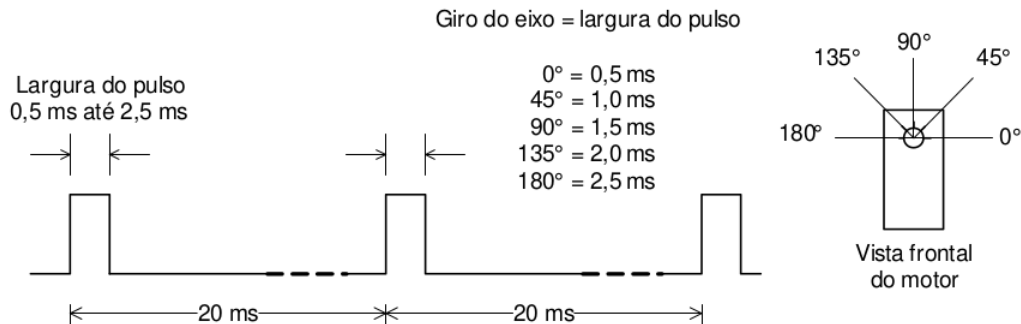 Giro do eixo = largura do pulso
Largura do pulso
0,5 ms até 2,5 ms
0° = 0,5 ms
45° = 1,0 ms
90° = 1,5 ms
135° = 2,0 ms
180° = 2,5 ms
90°
135°
45°
180°
0°
Vista frontal
do motor
20 ms
20 ms